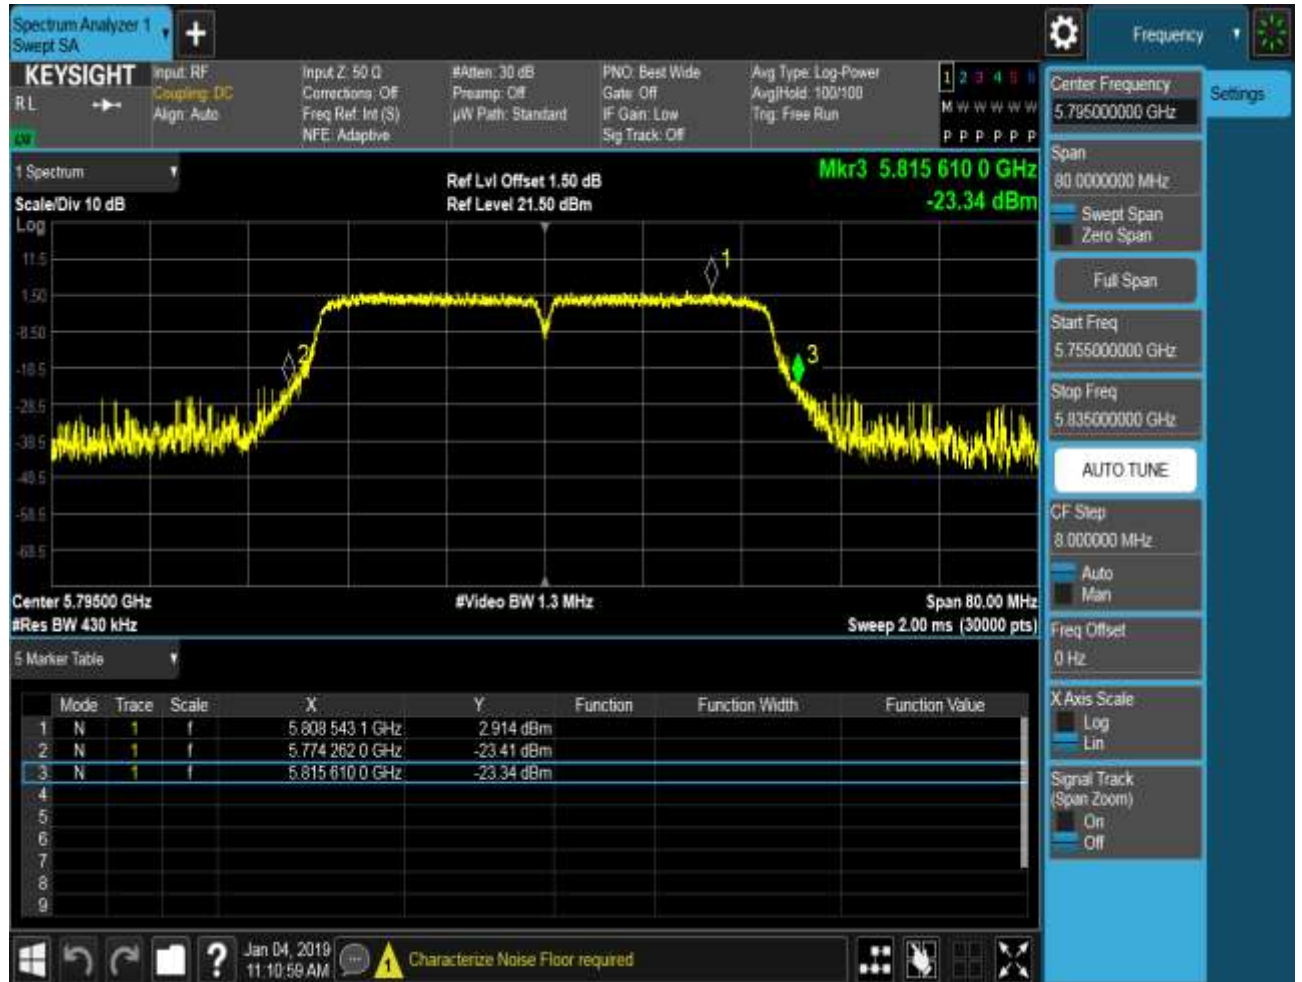 Spectrum Analyzer 1
Swept SA
Frequency
KEYSIGHT
R L
Input: RF
Coupling: DC
Align: Auto
Input Z: 50 Ω
Corrections: Off
Freq Ref: Int (S)
NFE: Adaptive
#Atten: 30 dB
Preamp: Off
µW Path: Standard
PNO: Best Wide
Gate: Off
IF Gain: Low
Sig Track: Off
Avg Type: Log-Power
Avg|Hold: 100/100
Trig: Free Run
1 2 3 4 5 6
M W W W W W
P P P P P P
1 Spectrum
Scale/Div 10 dB
Ref Lvl Offset 1.50 dB
Ref Level 21.50 dBm
Mkr3 5.815 610 0 GHz
-23.34 dBm
Log
11.5
1.50
-8.50
-18.5
-28.5
-38.5
-48.5
-58.5
-68.5
1
2
3
Center 5.79500 GHz
#Res BW 430 kHz
#Video BW 1.3 MHz
Span 80.00 MHz
Sweep 2.00 ms (30000 pts)
5 Marker Table
Mode Trace Scale X Y Function Function Width Function Value
1 N 1 f 5.808 543 1 GHz 2.914 dBm
2 N 1 f 5.774 262 0 GHz -23.41 dBm
3 N 1 f 5.815 610 0 GHz -23.34 dBm
4
5
6
7
8
9
Jan 04, 2019
11:10:59 AM
1
Characterize Noise Floor required
Settings
Center Frequency
5.795000000 GHz
Span
80.0000000 MHz
Swept Span
Zero Span
Full Span
Start Freq
5.755000000 GHz
Stop Freq
5.835000000 GHz
AUTO TUNE
CF Step
8.000000 MHz
Auto
Man
Freq Offset
0 Hz
X Axis Scale
Log
Lin
Signal Track
(Span Zoom)
On
Off